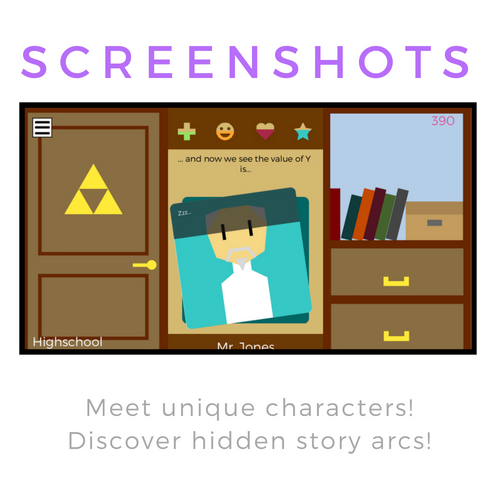 SCREENSHOTS
390
... and now we see the value of Y
is...
Zzz..
Highschool
Mr. Jones
Meet unique characters!
Discover hidden story arcs!